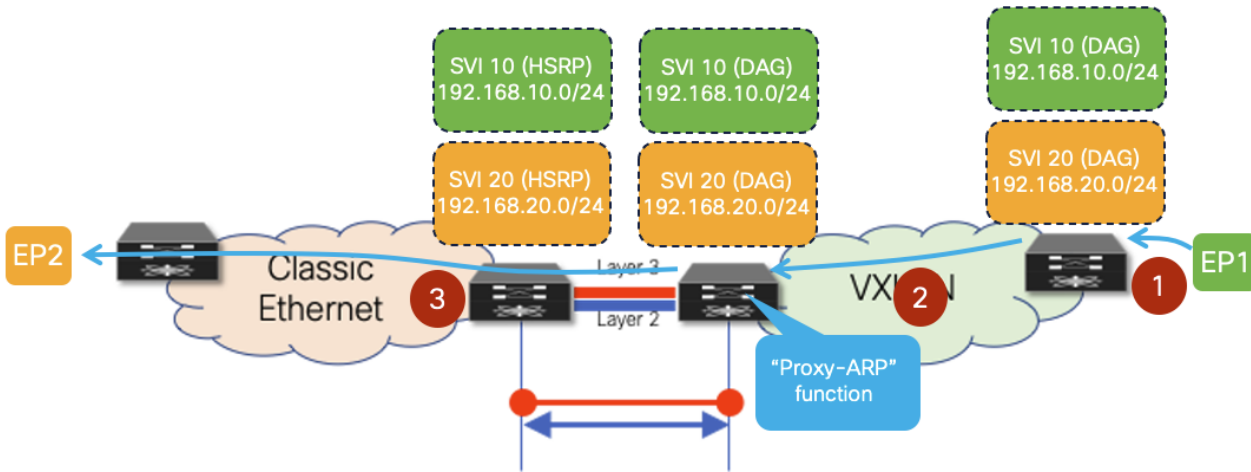 SVI 10 (HSRP)
192.168.10.0/24
SVI 10 (DAG)
192.168.10.0/24
SVI 10 (DAG)
192.168.10.0/24
SVI 20 (HSRP)
192.168.20.0/24
SVI 20 (DAG)
192.168.20.0/24
SVI 20 (DAG)
192.168.20.0/24
EP2
Classic
Ethernet
3
Layer 3
Layer 2
2
1
EP1
“Proxy-ARP”
function